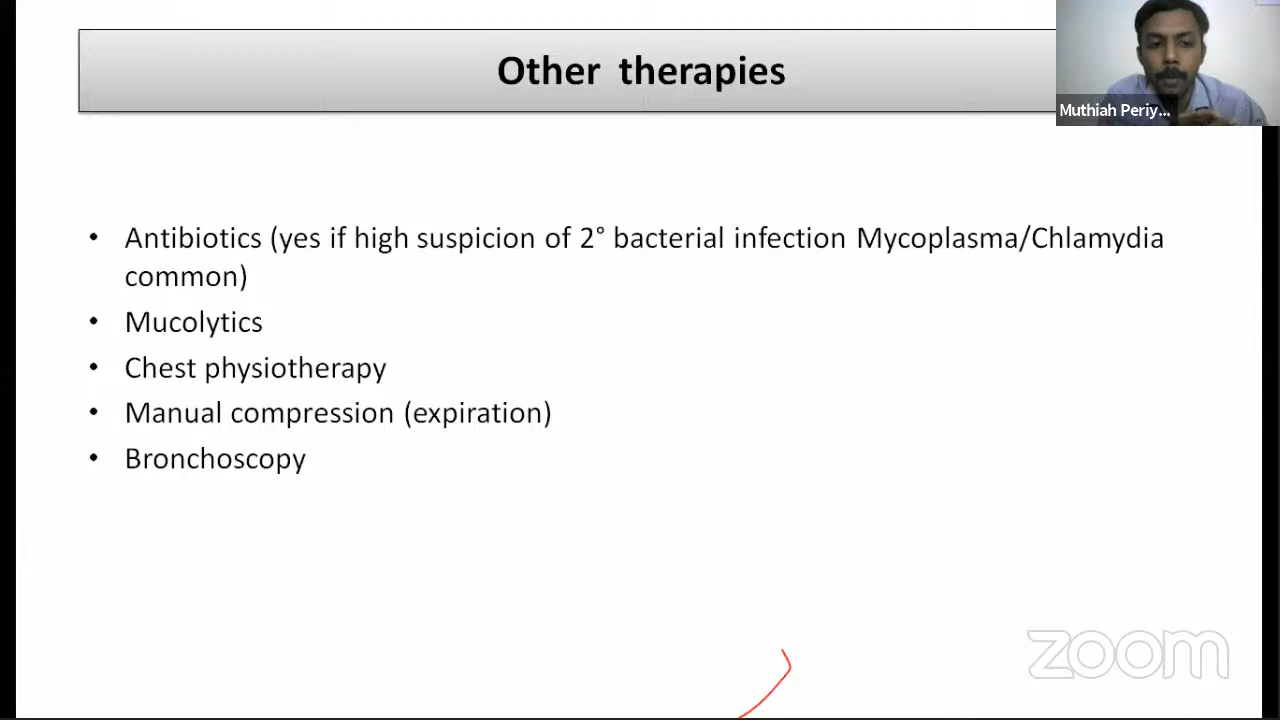 Other therapies
Muthiah Periy...
• Antibiotics (yes if high suspicion of 2° bacterial infection Mycoplasma/Chlamydia
common)
• Mucolytics
• Chest physiotherapy
• Manual compression (expiration)
• Bronchoscopy
zoom